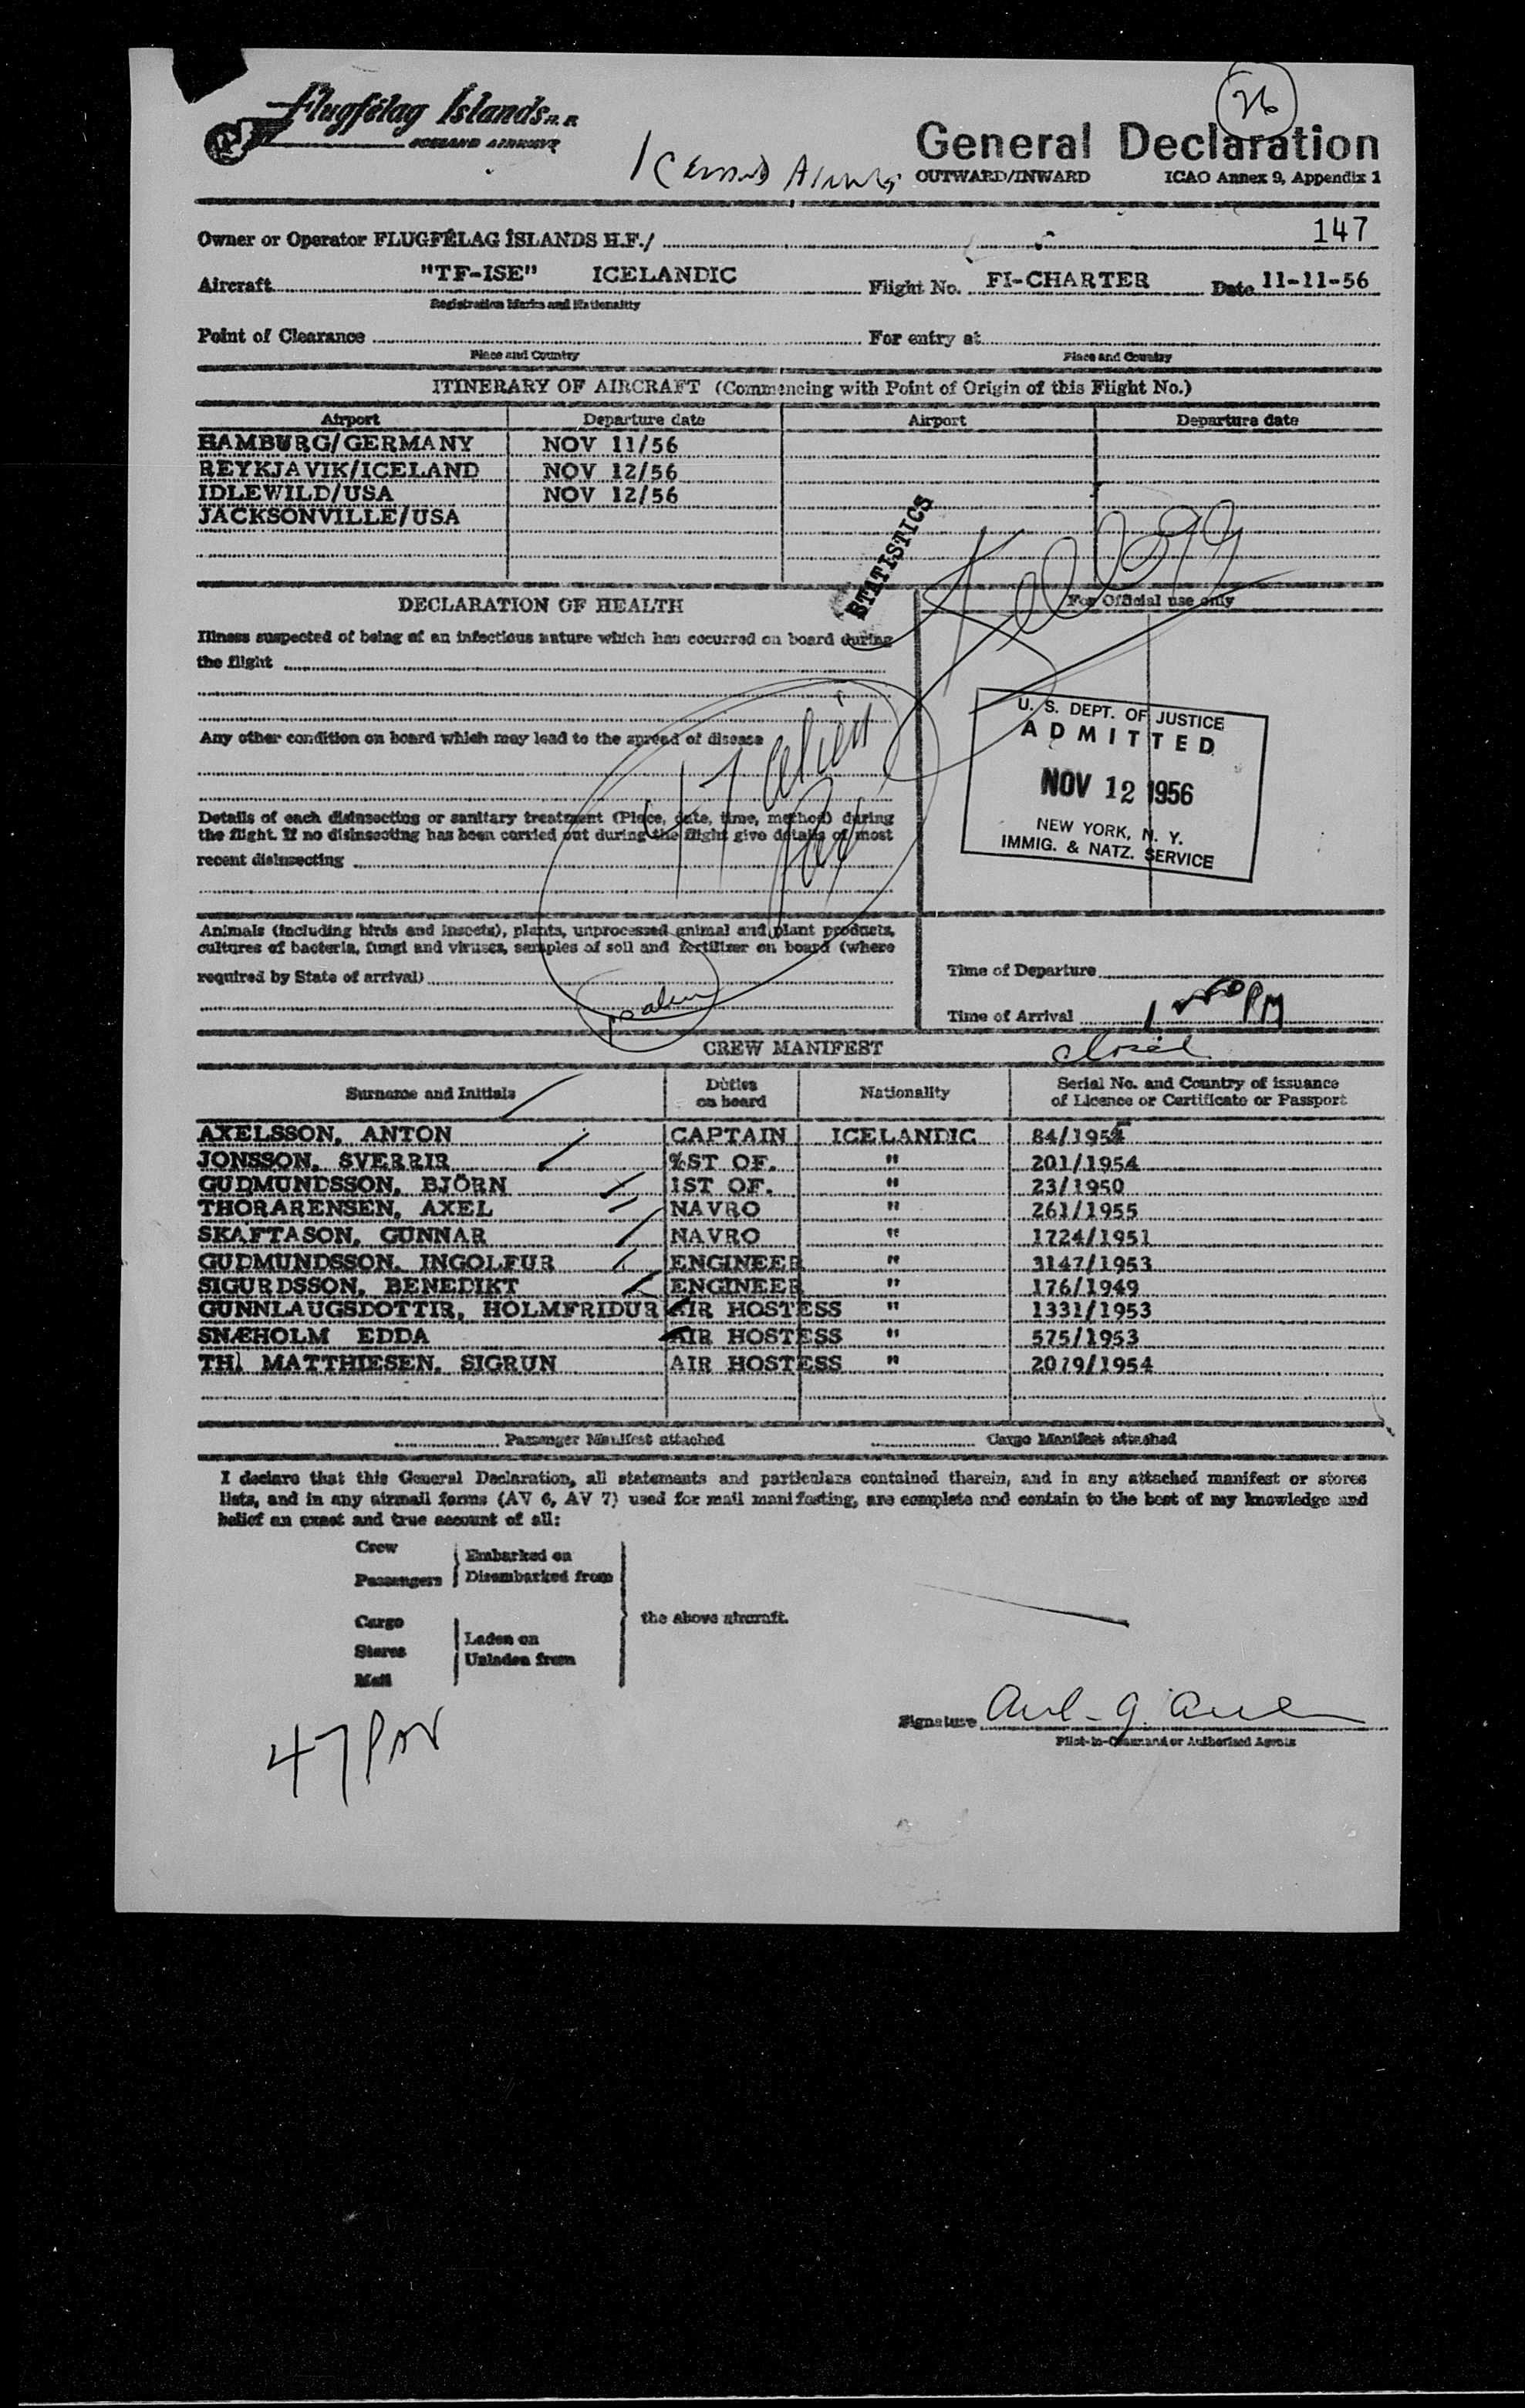 26
Flugfélag Íslands H.F.
ICELAND AIRWAYS
General Declaration
OUTWARD/INWARD ICAO Annex 9, Appendix 1
147
Owner or Operator FLUGFÉLAG ÍSLANDS H.F./
Aircraft "TF-ISE" ICELANDIC Flight No. FI-CHARTER Date 11-11-56
Registration Marks and Nationality
Point of Clearance For entry at
Place and Country Place and Country
ITINERARY OF AIRCRAFT (Commencing with Point of Origin of this Flight No.)
Airport Departure date Airport Departure date
HAMBURG/GERMANY NOV 11/56
REYKJAVIK/ICELAND NOV 12/56
IDLEWILD/USA NOV 12/56
JACKSONVILLE/USA
STATISTICS
DECLARATION OF HEALTH For Official use only
Illness suspected of being of an infectious nature which has occurred on board during
the flight
Any other condition on board which may lead to the spread of disease
47 alien
Details of each disinsecting or sanitary treatment (Place, date, time, method) during
the flight. If no disinsecting has been carried out during the flight give details of most
recent disinsecting
U. S. DEPT. OF JUSTICE
ADMITTED
NOV 12 1956
NEW YORK, N. Y.
IMMIG. & NATZ. SERVICE
Animals (including birds and insects), plants, unprocessed animal and plant products,
cultures of bacteria, fungi and viruses, samples of soil and fertilizer on board (where
required by State of arrival)
Time of Departure
Time of Arrival PM
CREW MANIFEST
Surname and Initials Duties on board Nationality Serial No. and Country of issuance of Licence or Certificate or Passport
AXELSSON, ANTON CAPTAIN ICELANDIC 84/1954
JONSSON, SVERRIR %ST OF. " 201/1954
GUDMUNDSSON, BJÖRN 1ST OF. " 23/1950
THORARENSEN, AXEL NAVRO " 261/1955
SKAFTASON, GUNNAR NAVRO " 1724/1951
GUDMUNDSSON, INGOLFUR ENGINEER " 3147/1953
SIGURDSSON, BENEDIKT ENGINEER " 176/1949
GUNNLAUGSDOTTIR, HOLMFRIDUR AIR HOSTESS " 1331/1953
SNÆHOLM EDDA AIR HOSTESS " 575/1953
TH. MATTHIESEN, SIGRUN AIR HOSTESS " 2079/1954
Passenger Manifest attached Cargo Manifest attached
I declare that this General Declaration, all statements and particulars contained therein, and in any attached manifest or stores
lists, and in any airmail forms (AV 6, AV 7) used for mail manifesting, are complete and contain to the best of my knowledge and
belief an exact and true account of all:
Crew
Passengers
Embarked on
Disembarked from
Cargo
Stores
Mail
Laden on
Unladen from
the above aircraft.
Signature
Pilot-in-Command or Authorised Agents
47